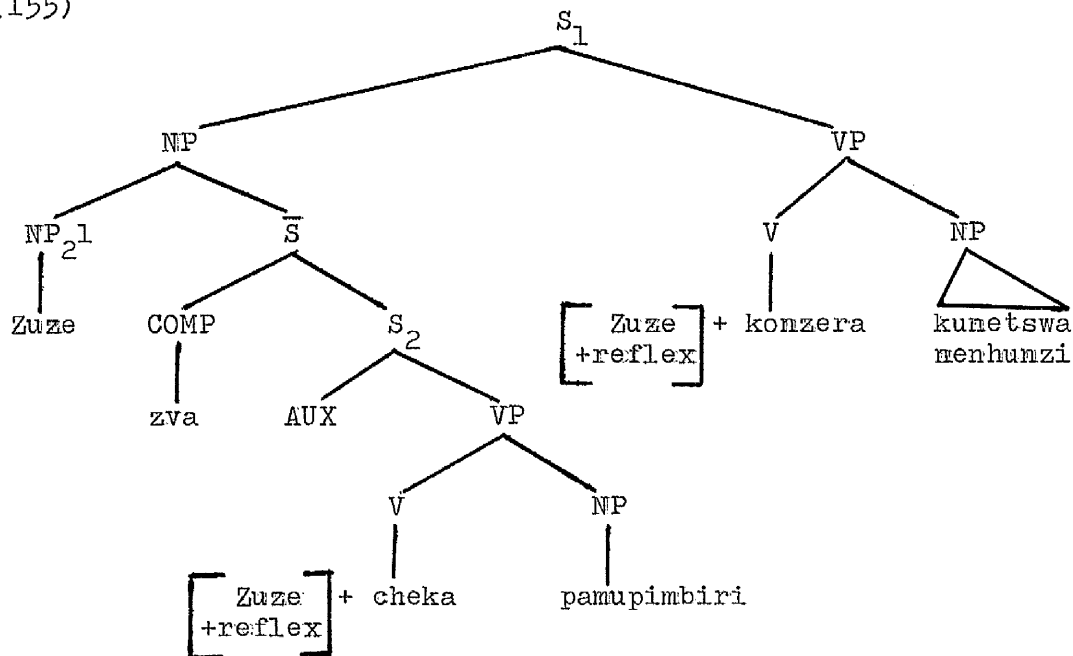 (155)
S1
NP VP
NP21 S̅ V NP
Zuze COMP S2 [Zuze + konzera kunetswa
+reflex] menhunzi
zva AUX VP
V NP
[Zuze + cheka pamupimbiri
+reflex]